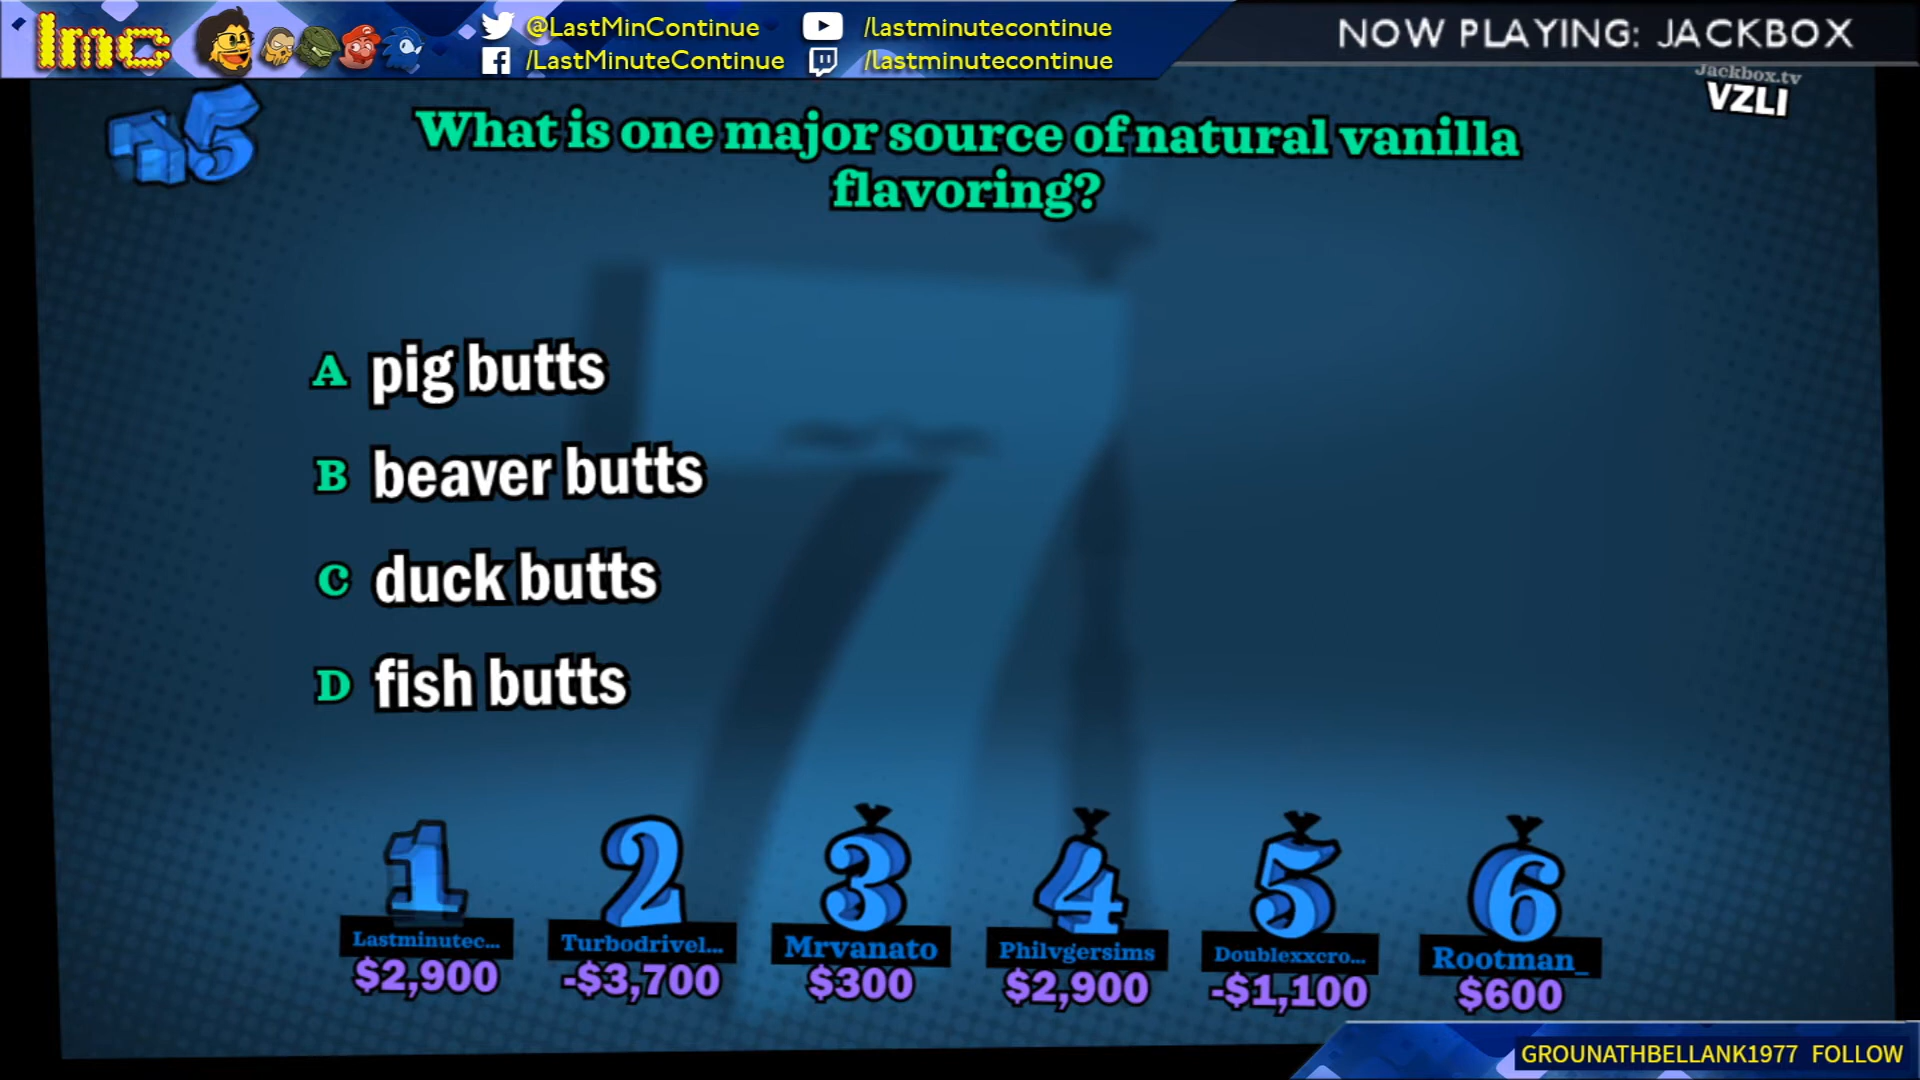 lmc
@LastMinContinue
/lastminutecontinue
/LastMinuteContinue
/lastminutecontinue
NOW PLAYING: JACKBOX
Jackbox.tv
VZLI
15
What is one major source of natural vanilla
flavoring?
7
A pig butts
B beaver butts
C duck butts
D fish butts
1 2 3 4 5 6
Lastminutec... Turbodrivel... Mrvanato Philvgersims Doublexxcro... Rootman_
$2,900 -$3,700 $300 $2,900 -$1,100 $600
GROUNATHBELLANK1977 FOLLOW